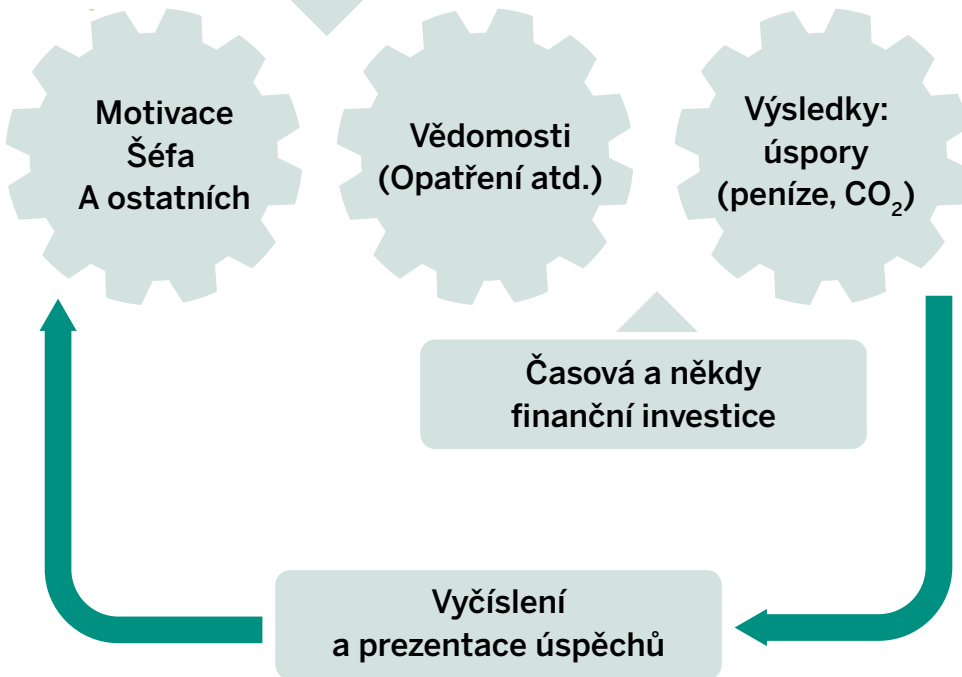 Motivace
Šéfa
A ostatních
Vědomosti
(Opatření atd.)
Výsledky:
úspory
(peníze, CO₂)
Časová a někdy
finanční investice
Vyčíslení
a prezentace úspěchů